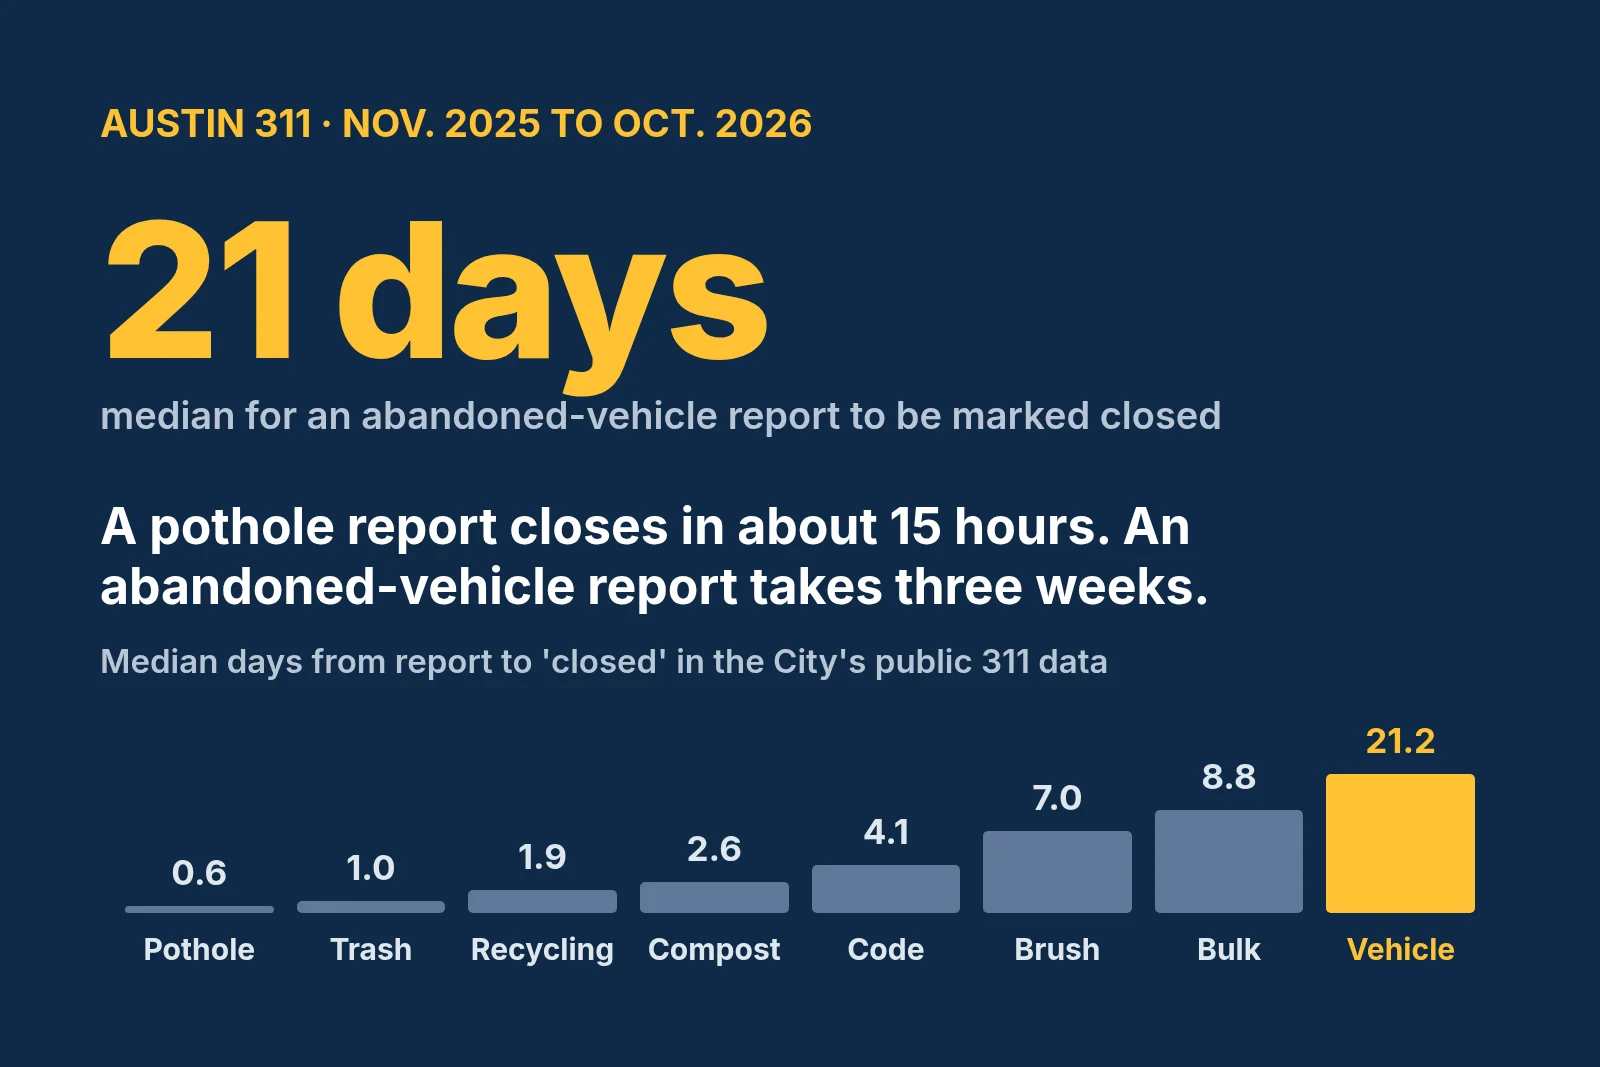 AUSTIN 311 · NOV. 2025 TO OCT. 2026
21 days
median for an abandoned-vehicle report to be marked closed
A pothole report closes in about 15 hours. An
abandoned-vehicle report takes three weeks.
Median days from report to 'closed' in the City's public 311 data
0.6
1.0
1.9
2.6
4.1
7.0
8.8
21.2
Pothole
Trash
Recycling
Compost
Code
Brush
Bulk
Vehicle